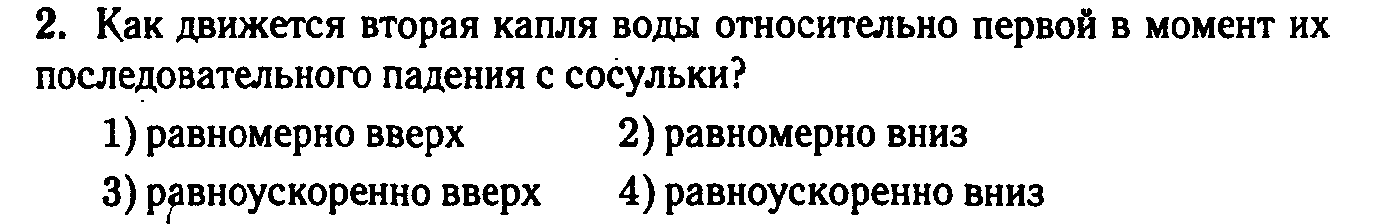 2. Как движется вторая капля воды относительно первой в момент их
последовательного падения с сосульки?
1) равномерно вверх 2) равномерно вниз
3) равноускоренно вверх 4) равноускоренно вниз